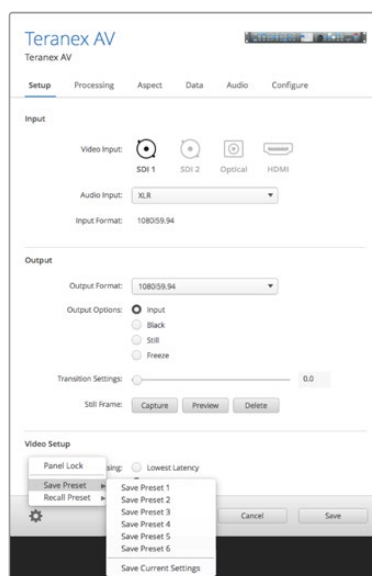 Teranex AV
Teranex AV
Setup Processing Aspect Data Audio Configure
Input
Video Input:
SDI 1 SDI 2 Optical HDMI
Audio Input: XLR
Input Format: 1080i59.94
Output
Output Format: 1080i59.94
Output Options: Input
Black
Still
Freeze
Transition Settings: 0.0
Still Frame: Capture Preview Delete
Video Setup
Panel Lock
sing: Lowest Latency
Save Preset
Recall Preset
Save Preset 1
Save Preset 2
Save Preset 3
Save Preset 4
Save Preset 5
Save Preset 6
Save Current Settings
Cancel Save